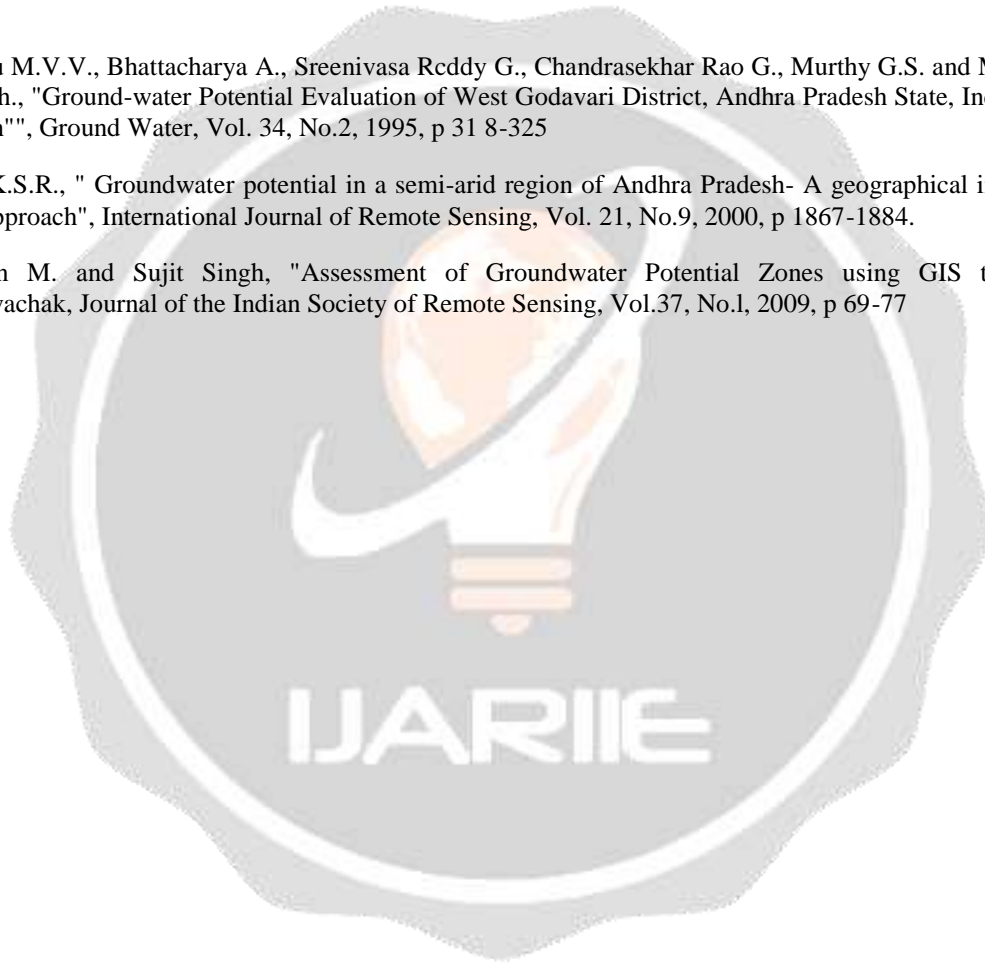 M.V.V., Bhattacharya A., Sreenivasa Rcddy G., Chandrasekhar Rao G., Murthy G.S. and
h., "Ground-water Potential Evaluation of West Godavari District, Andhra Pradesh State,
"", Ground Water, Vol. 34, No.2, 1995, p 31 8-325
K.S.R., " Groundwater potential in a semi-arid region of Andhra Pradesh- A geographical
pproach", International Journal of Remote Sensing, Vol. 21, No.9, 2000, p 1867-1884.
M. and Sujit Singh, "Assessment of Groundwater Potential Zones using GIS
vachak, Journal of the Indian Society of Remote Sensing, Vol.37, No.l, 2009, p 69-77
IJARIIE